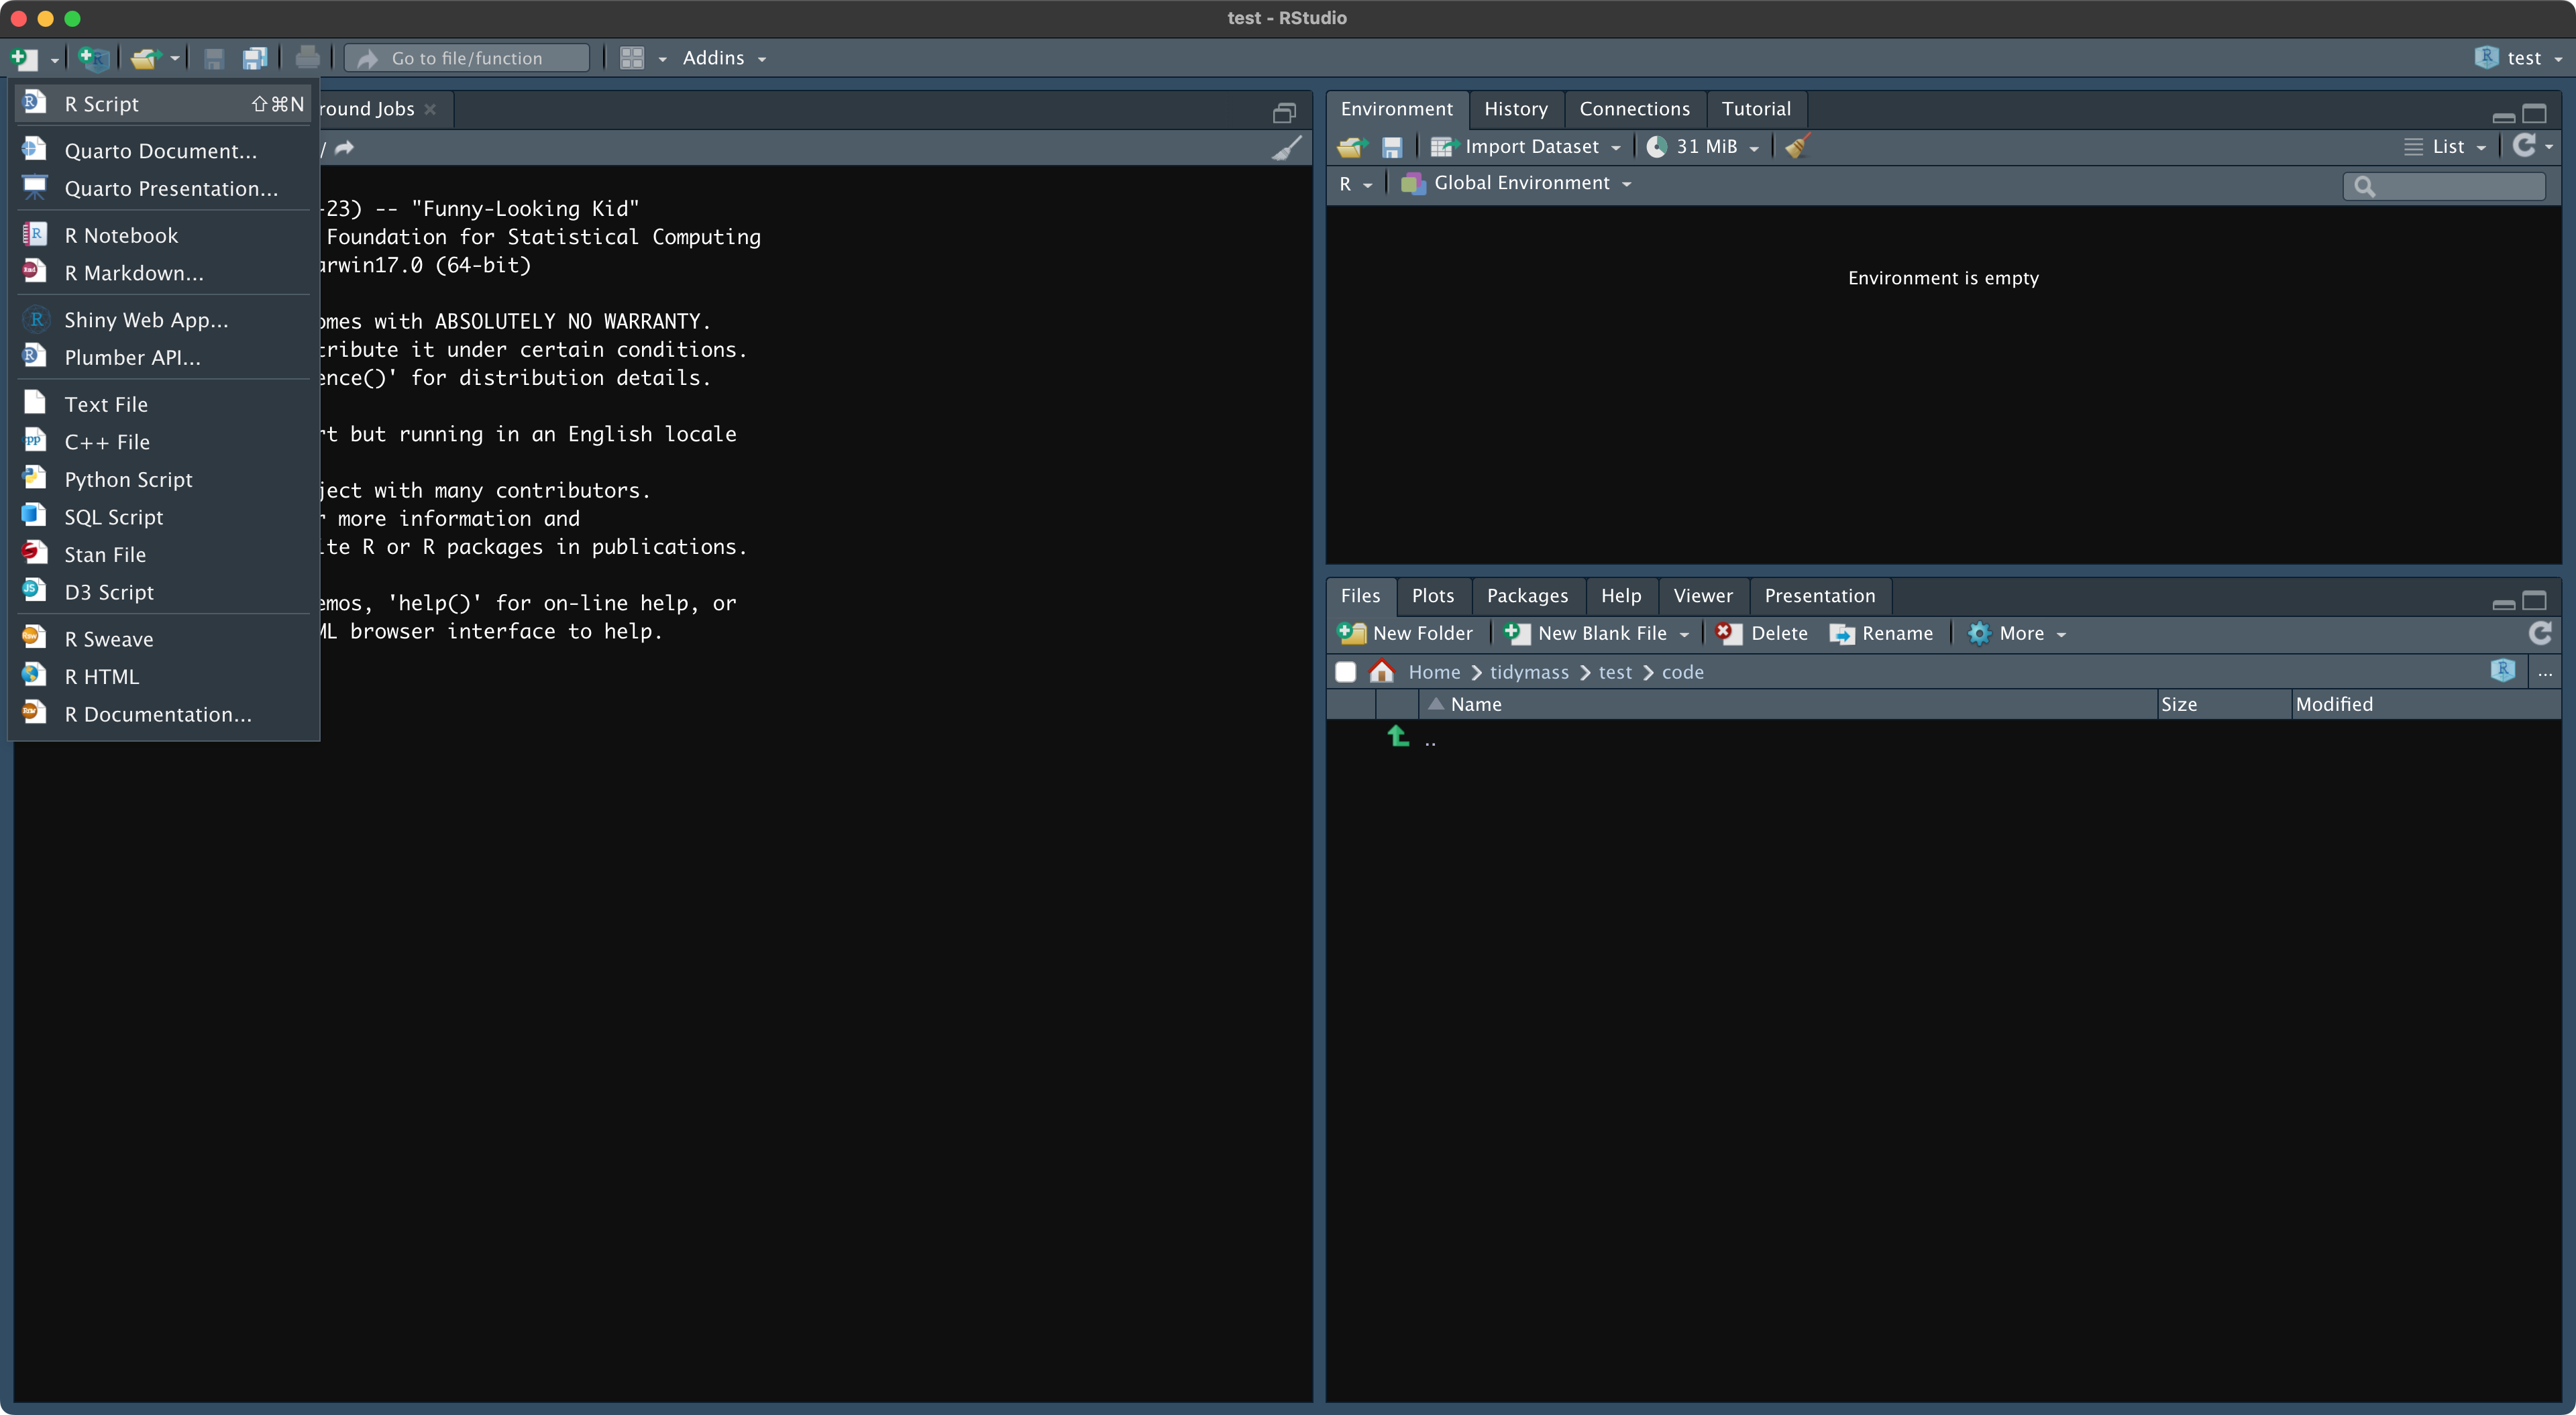 test - RStudio
Go to file/function
Addins
test
R Script ⇧⌘N
Quarto Document...
Quarto Presentation...
R Notebook
R Markdown...
Shiny Web App...
Plumber API...
Text File
C++ File
Python Script
SQL Script
Stan File
D3 Script
R Sweave
R HTML
R Documentation...
round Jobs
/
-23) -- "Funny-Looking Kid"
Foundation for Statistical Computing
arwin17.0 (64-bit)
omes with ABSOLUTELY NO WARRANTY.
tribute it under certain conditions.
ence()' for distribution details.
rt but running in an English locale
ject with many contributors.
r more information and
ite R or R packages in publications.
emos, 'help()' for on-line help, or
ML browser interface to help.
Environment History Connections Tutorial
Import Dataset 31 MiB List
R Global Environment
Environment is empty
Files Plots Packages Help Viewer Presentation
New Folder New Blank File Delete Rename More
Home tidymass test code ...
Name Size Modified
..